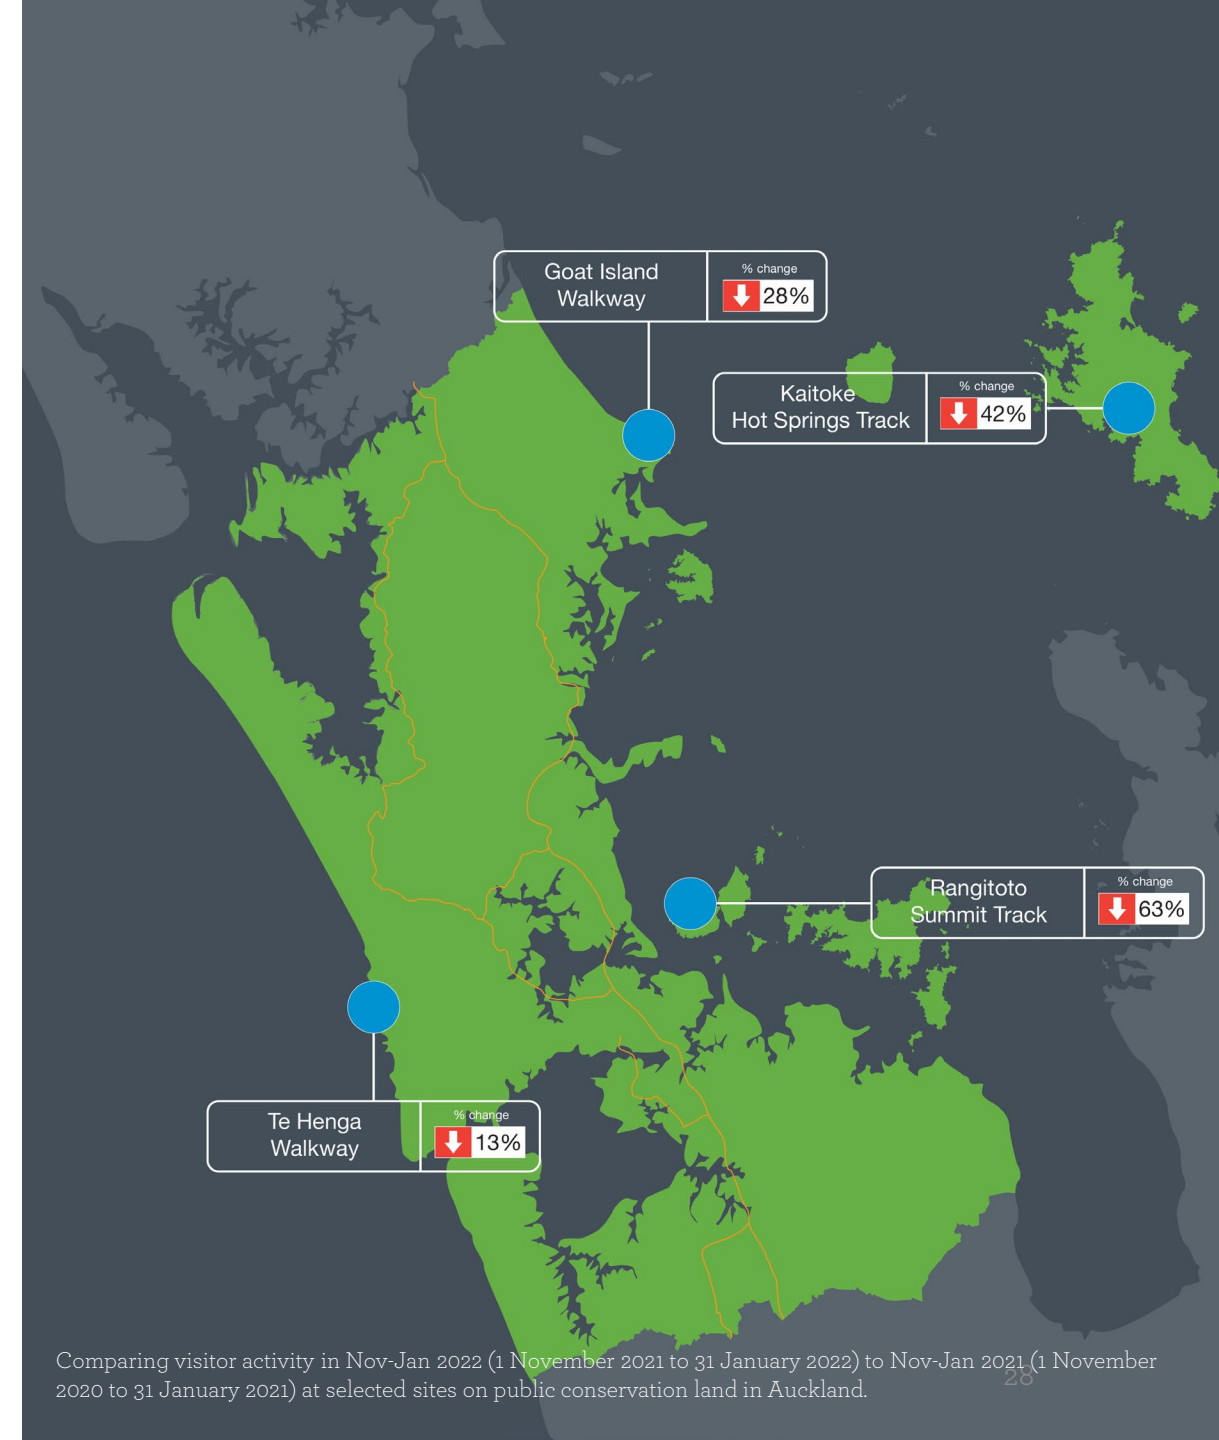 Goat Island
Walkway
% change
28%
Kaitoke
Hot Springs Track
% change
42%
Rangitoto
Summit Track
% change
63%
Te Henga
Walkway
% change
13%
Comparing visitor activity in Nov-Jan 2022 (1 November 2021 to 31 January 2022) to Nov-Jan 2021 (1 November
2020 to 31 January 2021) at selected sites on public conservation land in Auckland.
28